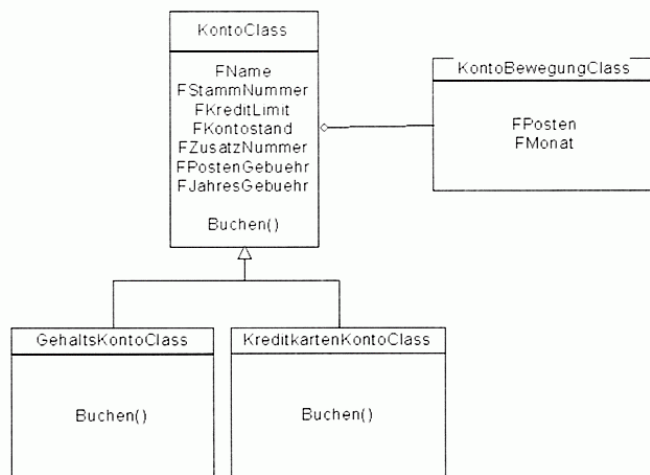 KontoClass
FName
FStammNummer
FKreditLimit
FKontostand
FZusatzNummer
FPostenGebuehr
FJahresGebuehr
Buchen()
KontoBewegungClass
FPosten
FMonat
GehaltsKontoClass
Buchen()
KreditkartenKontoClass
Buchen()